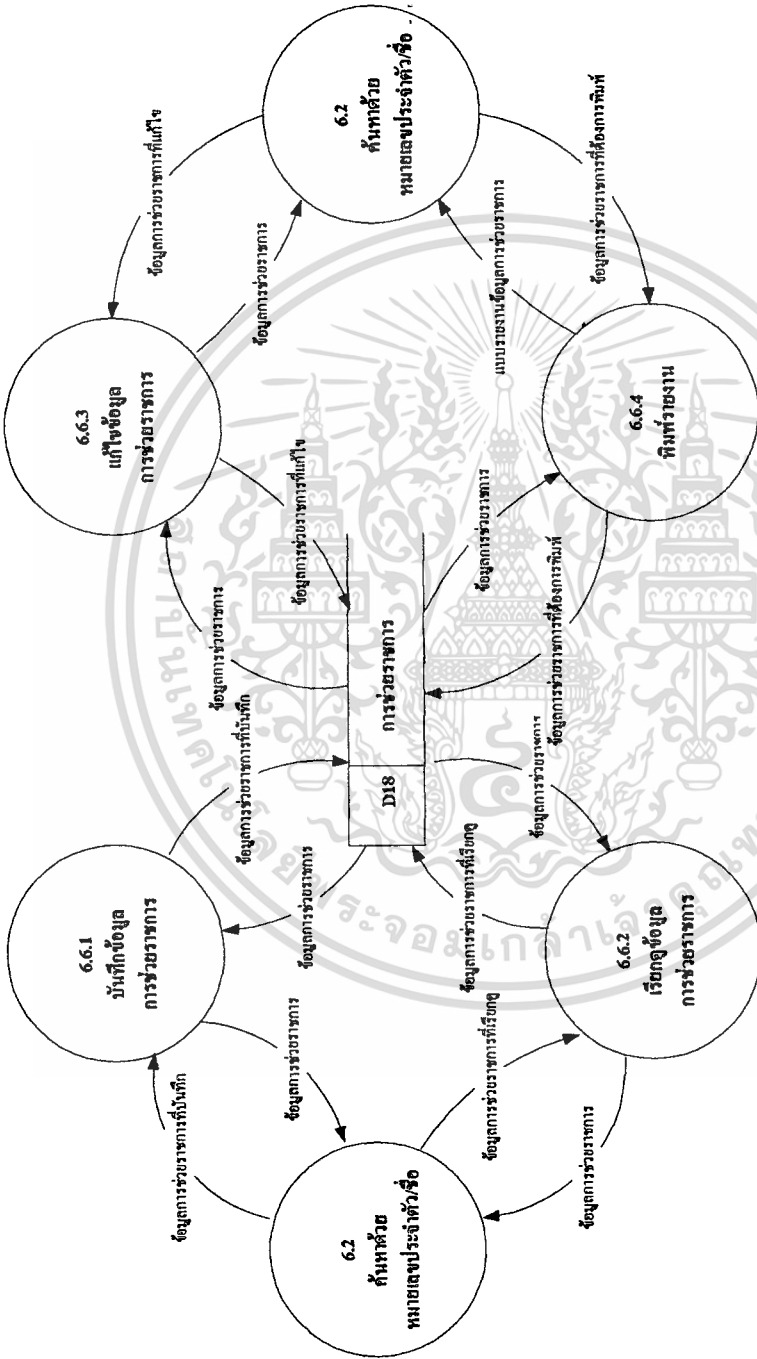 6.2
ค้นหาด้วย
หมายเลขประจำตัว/ชื่อ
ข้อมูลการช่วยราชการที่บันทึก
ข้อมูลการช่วยราชการ
ข้อมูลการช่วยราชการที่เรียกดู
ข้อมูลการช่วยราชการ
6.6.1
บันทึกข้อมูล
การช่วยราชการ
ข้อมูลการช่วยราชการ
ข้อมูลการช่วยราชการที่บันทึก
6.6.2
เรียกดูข้อมูล
การช่วยราชการ
ข้อมูลการช่วยราชการที่เรียกดู
ข้อมูลการช่วยราชการ
D18
การช่วยราชการ
ข้อมูลการช่วยราชการ
ข้อมูลการช่วยราชการที่แก้ไข
ข้อมูลการช่วยราชการ
ข้อมูลการช่วยราชการที่ต้องการพิมพ์
6.6.3
แก้ไขข้อมูล
การช่วยราชการ
6.6.4
พิมพ์รายงาน
ข้อมูลการช่วยราชการที่แก้ไข
ข้อมูลการช่วยราชการ
แบบรายงานข้อมูลการช่วยราชการ
ข้อมูลการช่วยราชการที่ต้องการพิมพ์
6.2
ค้นหาด้วย
หมายเลขประจำตัว/ชื่อ